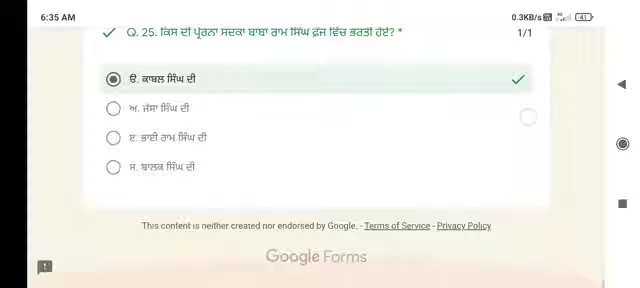 6:35 AM 0.3KB/s 41
Q. 25. ਕਿਸ ਦੀ ਪ੍ਰੇਰਨਾ ਸਦਕਾ ਬਾਬਾ ਰਾਮ ਸਿੰਘ ਫ਼ੌਜ ਵਿੱਚ ਭਰਤੀ ਹੋਏ? * 1/1
ੳ. ਕਾਬਲ ਸਿੰਘ ਦੀ
ਅ. ਜੱਸਾ ਸਿੰਘ ਦੀ
ੲ. ਭਾਈ ਰਾਮ ਸਿੰਘ ਦੀ
ਸ. ਬਾਲਕ ਸਿੰਘ ਦੀ
This content is neither created nor endorsed by Google. - Terms of Service - Privacy Policy
Google Forms